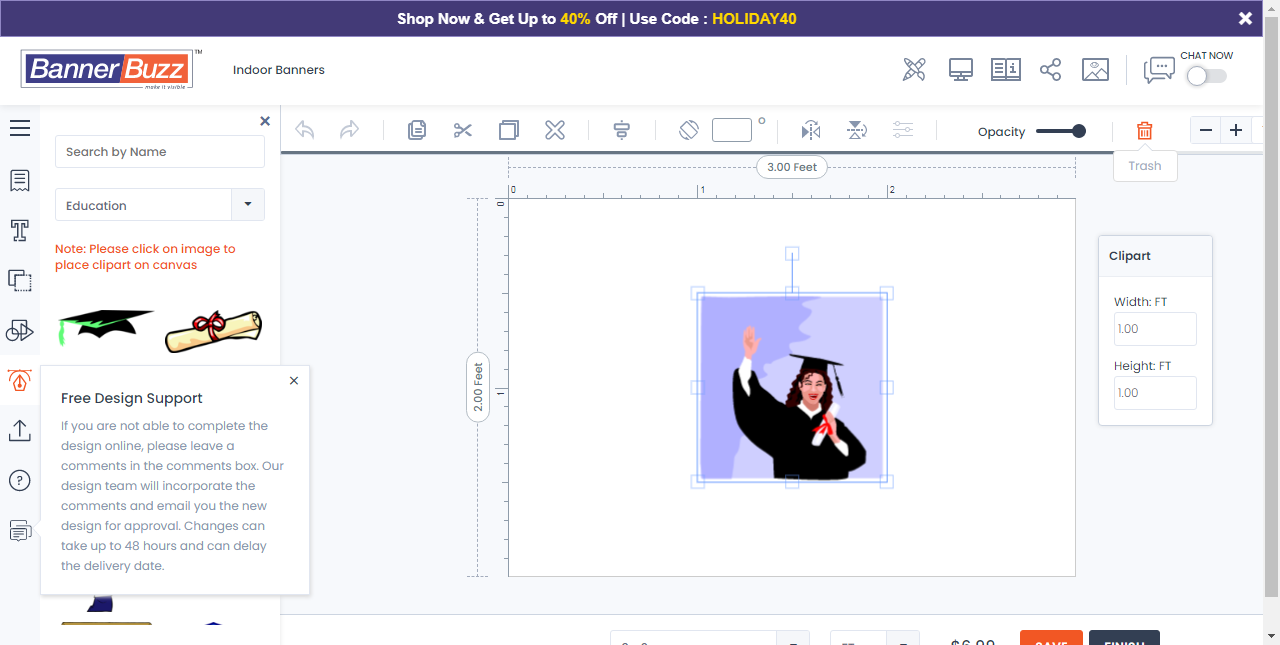 Shop Now & Get Up to 40% Off | Use Code : HOLIDAY40
BannerBuzz™
make it visible
Indoor Banners
CHAT NOW
Search by Name
Education
Note: Please click on image to
place clipart on canvas
Opacity
Trash
3.00 Feet
0
1
2
0
1
2.00 Feet
Clipart
Width: FT
1.00
Height: FT
1.00
Free Design Support
If you are not able to complete the
design online, please leave a
comments in the comments box. Our
design team will incorporate the
comments and email you the new
design for approval. Changes can
take up to 48 hours and can delay
the delivery date.
SAVE
FINISH